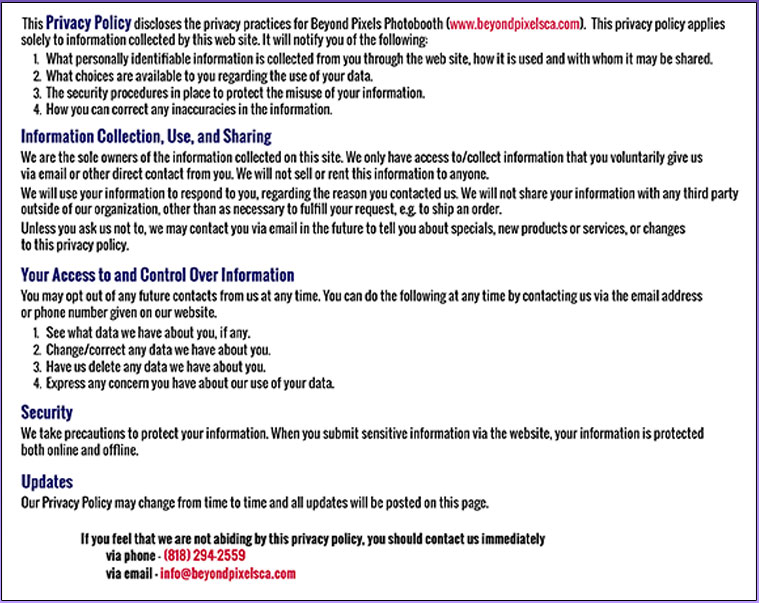 This Privacy Policy discloses the privacy practices for Beyond Pixels Photobooth (www.beyondpixelsca.com). This privacy policy applies
solely to information collected by this web site. It will notify you of the following:
1. What personally identifiable information is collected from you through the web site, how it is used and with whom it may be shared.
2. What choices are available to you regarding the use of your data.
3. The security procedures in place to protect the misuse of your information.
4. How you can correct any inaccuracies in the information.
Information Collection, Use, and Sharing
We are the sole owners of the information collected on this site. We only have access to/collect information that you voluntarily give us
via email or other direct contact from you. We will not sell or rent this information to anyone.
We will use your information to respond to you, regarding the reason you contacted us. We will not share your information with any third party
outside of our organization, other than as necessary to fulfill your request, e.g. to ship an order.
Unless you ask us not to, we may contact you via email in the future to tell you about specials, new products or services, or changes
to this privacy policy.
Your Access to and Control Over Information
You may opt out of any future contacts from us at any time. You can do the following at any time by contacting us via the email address
or phone number given on our website.
1. See what data we have about you, if any.
2. Change/correct any data we have about you.
3. Have us delete any data we have about you.
4. Express any concern you have about our use of your data.
Security
We take precautions to protect your information. When you submit sensitive information via the website, your information is protected
both online and offline.
Updates
Our Privacy Policy may change from time to time and all updates will be posted on this page.
If you feel that we are not abiding by this privacy policy, you should contact us immediately
via phone - (818) 294-2559
via email - info@beyondpixelsca.com